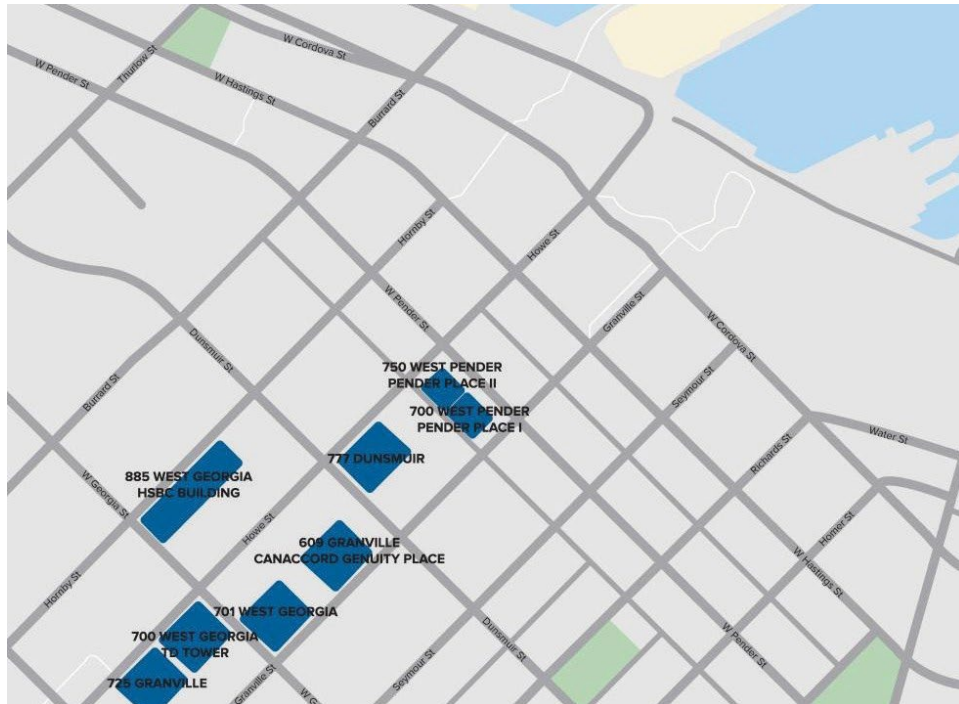 W Cordova St
Thurlow St
W Pender St
W Hastings St
Burrard St
Hornby St
Howe St
W Pender St
Granville St
Dunsmuir St
W Cordova St
750 WEST PENDER
PENDER PLACE II
Seymour St
Burrard St
700 WEST PENDER
PENDER PLACE I
Water St
777 DUNSMUIR
Richards St
885 WEST GEORGIA
HSBC BUILDING
W Georgia St
Howe St
Homer St
609 GRANVILLE
CANACCORD GENUITY PLACE
W Hastings St
Hornby St
701 WEST GEORGIA
700 WEST GEORGIA
TD TOWER
Dunsmuir St
W Pender St
725 GRANVILLE
Granville St
Seymour St
W G